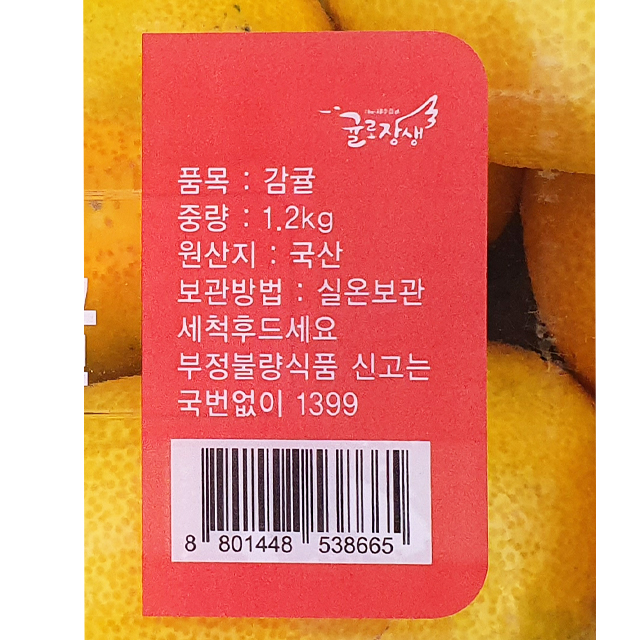 귤로장생
품목 : 감귤
중량 : 1.2kg
원산지 : 국산
보관방법 : 실온보관
세척후드세요
부정불량식품 신고는
국번없이 1399
8 801448 538665